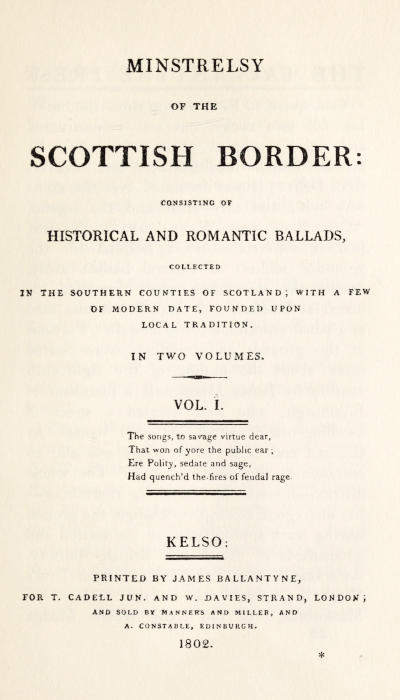 MINSTRELSY
OF THE
SCOTTISH BORDER:
CONSISTING OF
HISTORICAL AND ROMANTIC BALLADS,
COLLECTED
IN THE SOUTHERN COUNTIES OF SCOTLAND; WITH A FEW
OF MODERN DATE, FOUNDED UPON
LOCAL TRADITION.
IN TWO VOLUMES.
VOL. I.
The songs, to savage virtue dear,
That won of yore the public ear;
Ere Polity, sedate and sage,
Had quench'd the fires of feudal rage.
KELSO:
PRINTED BY JAMES BALLANTYNE,
FOR T. CADELL JUN. AND W. DAVIES, STRAND, LONDON;
AND SOLD BY MANNERS AND MILLER, AND
A. CONSTABLE, EDINBURGH.
1802.
*